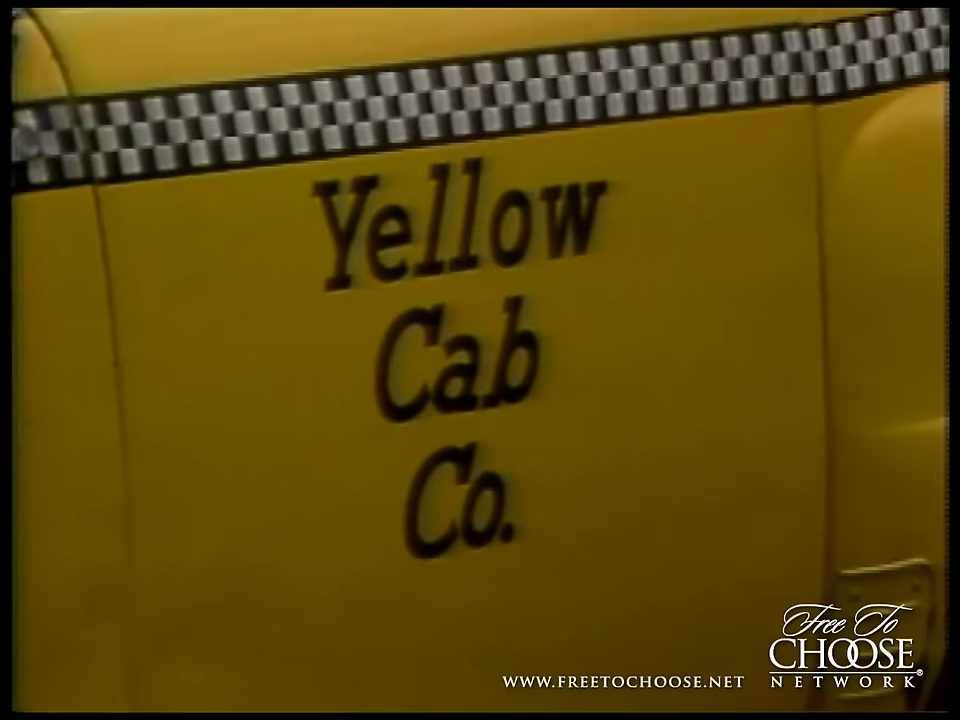 Yellow
Cab
Co.
Free To
CHOOSE
NETWORK®
WWW.FREETOCHOOSE.NET